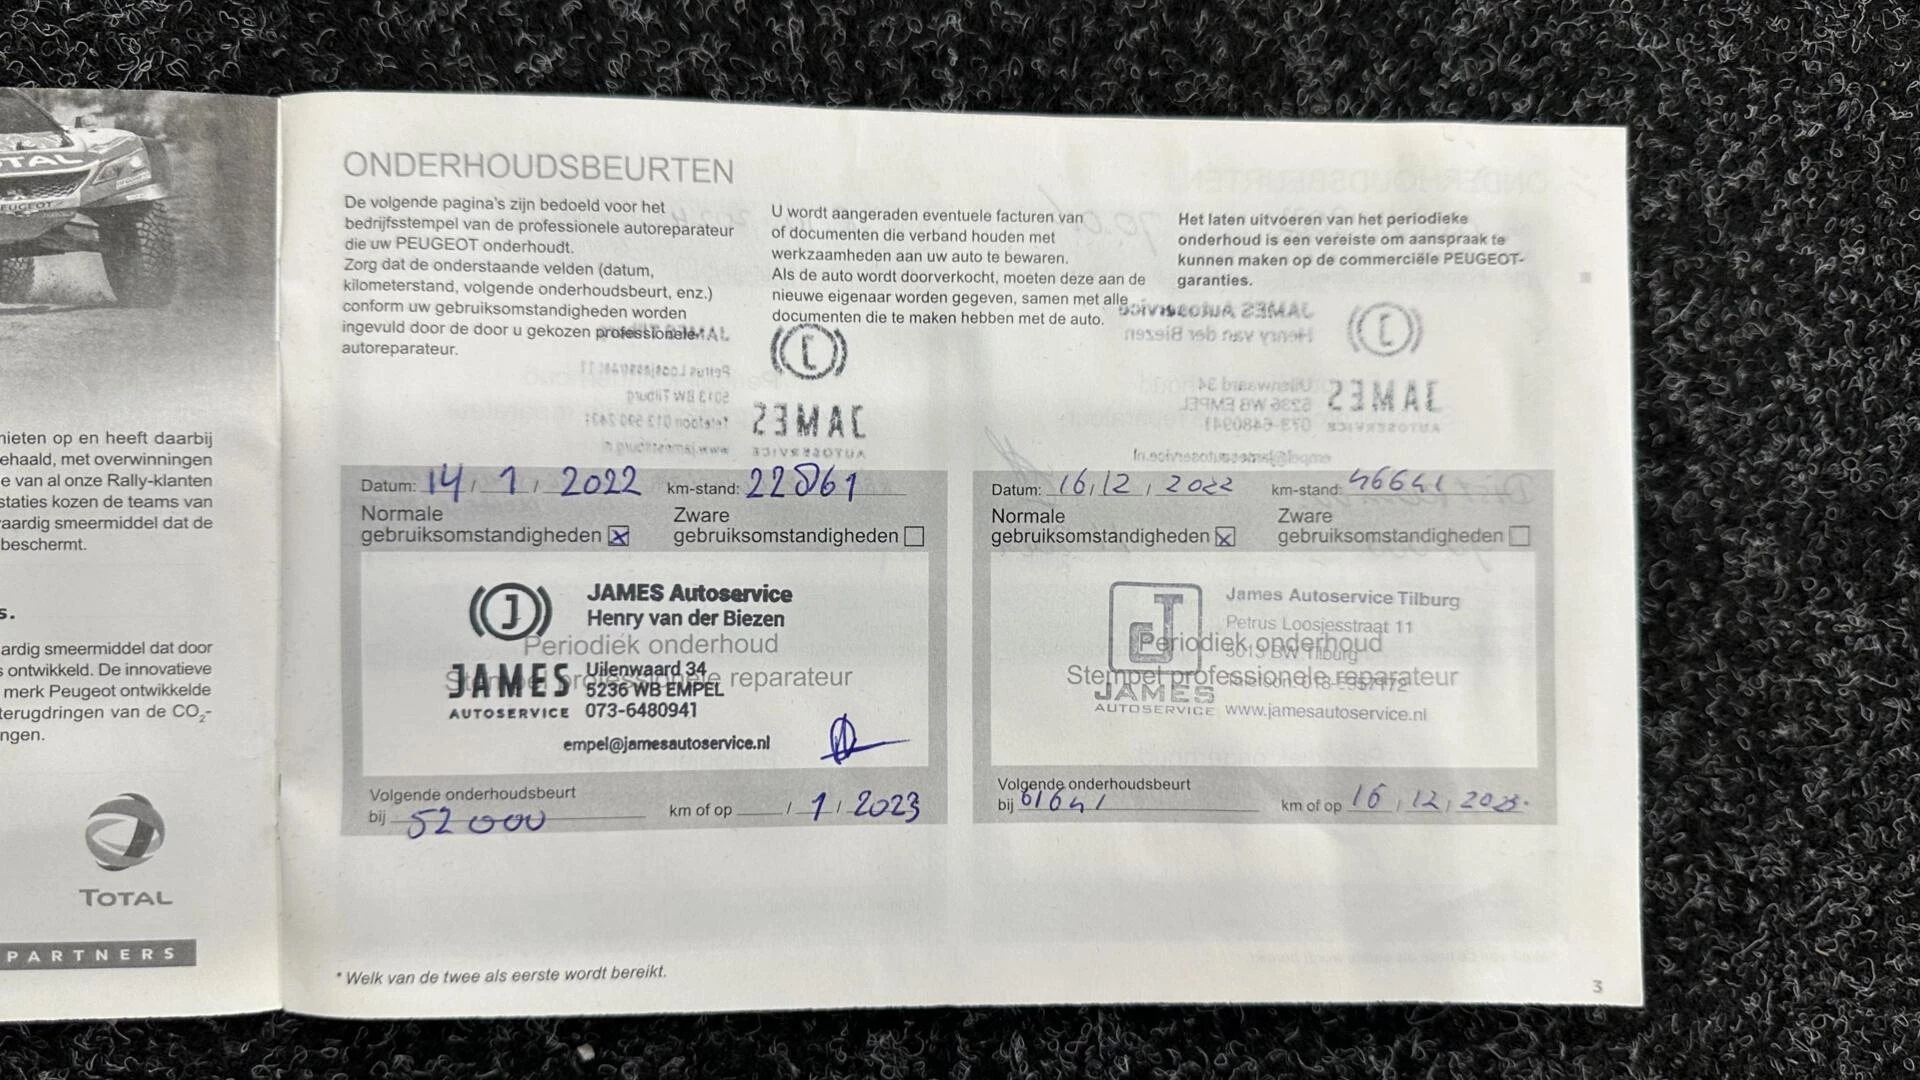 TOTAL
PEUGEOT
nieten op en heeft daarbij
ehaald, met overwinningen
e van al onze Rally-klanten
staties kozen de teams van
aardig smeermiddel dat de
beschermt.
s.
ardig smeermiddel dat door
ontwikkeld. De innovatieve
merk Peugeot ontwikkelde
terugdringen van de CO2-
ngen.
TOTAL
PARTNERS
ONDERHOUDSBEURTEN
De volgende pagina's zijn bedoeld voor het
bedrijfsstempel van de professionele autoreparateur
die uw PEUGEOT onderhoudt.
Zorg dat de onderstaande velden (datum,
kilometerstand, volgende onderhoudsbeurt, enz.)
conform uw gebruiksomstandigheden worden
ingevuld door de door u gekozen professionele
autoreparateur.
U wordt aangeraden eventuele facturen van
of documenten die verband houden met
werkzaamheden aan uw auto te bewaren.
Als de auto wordt doorverkocht, moeten deze aan de
nieuwe eigenaar worden gegeven, samen met alle
documenten die te maken hebben met de auto.
Het laten uitvoeren van het periodieke
onderhoud is een vereiste om aanspraak te
kunnen maken op de commerciële PEUGEOT-
garanties.
Datum: 14 / 1 / 2022 km-stand: 22861
Normale
gebruiksomstandigheden x
Zware
gebruiksomstandigheden
JAMES Autoservice
Henry van der Biezen
Periodiek onderhoud
Stempel professionele reparateur
JAMES
AUTOSERVICE
Uilenwaard 34
5236 WB EMPEL
073-6480941
empel@jamesautoservice.nl
Volgende onderhoudsbeurt
bij 52000 km of op / 1 / 2023
Datum: 16 / 12 / 2022 km-stand: 46641
Normale
gebruiksomstandigheden x
Zware
gebruiksomstandigheden
James Autoservice Tilburg
Petrus Loosjesstraat 11
Periodiek onderhoud
5013 BW Tilburg
Stempel professionele reparateur
JAMES
AUTOSERVICE
www.jamesautoservice.nl
Volgende onderhoudsbeurt
bij 61641 km of op 16 / 12 / 2023.
* Welk van de twee als eerste wordt bereikt.
3